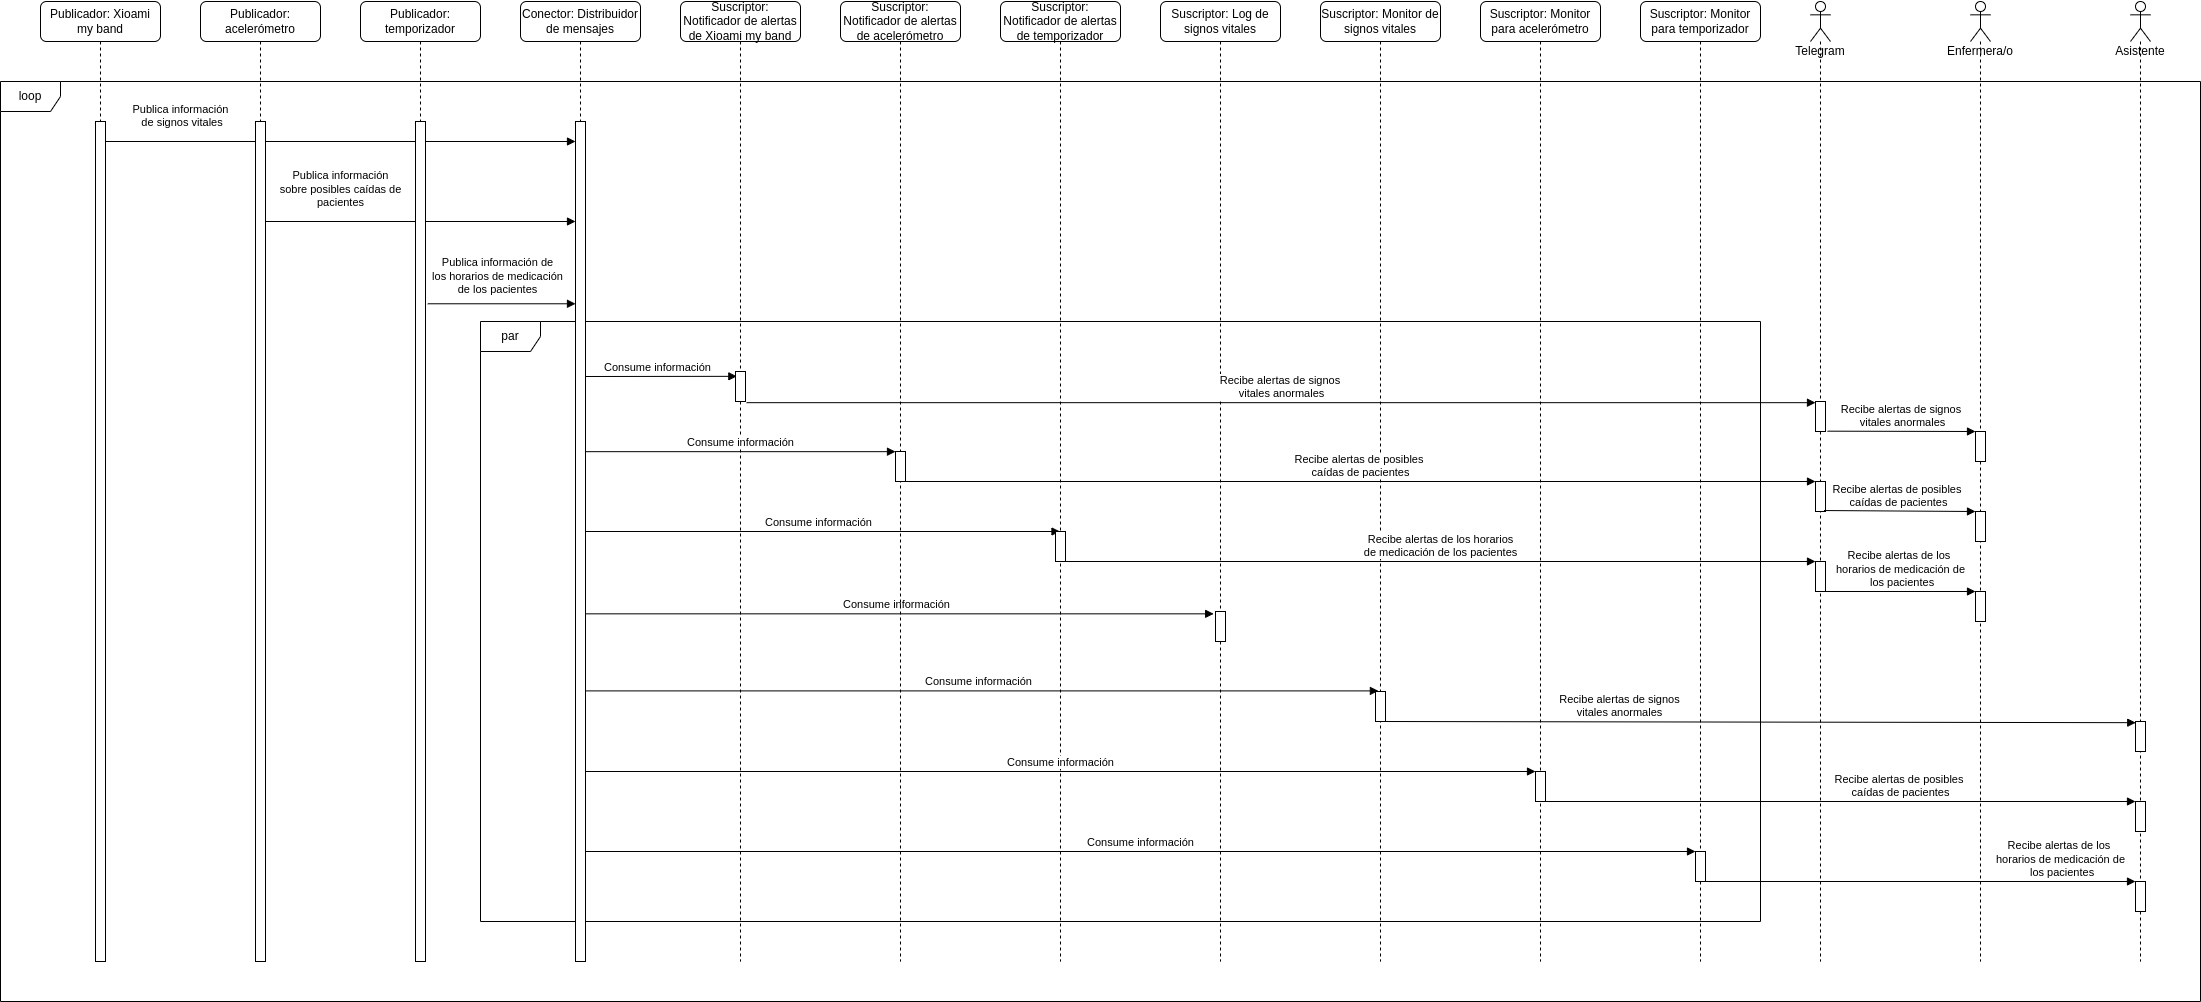 Publicador: Xioami
my band
Publicador:
acelerómetro
Publicador:
temporizador
Conector: Distribuidor
de mensajes
Suscriptor:
Notificador de alertas
de Xioami my band
Suscriptor:
Notificador de alertas
de acelerómetro
Suscriptor:
Notificador de alertas
de temporizador
Suscriptor: Log de
signos vitales
Suscriptor: Monitor de
signos vitales
Suscriptor: Monitor
para acelerómetro
Suscriptor: Monitor
para temporizador
Telegram
Enfermera/o
Asistente
loop
Publica información
de signos vitales
Publica información
sobre posibles caídas de
pacientes
Publica información de
los horarios de medicación
de los pacientes
par
Consume información
Recibe alertas de signos
vitales anormales
Recibe alertas de signos
vitales anormales
Consume información
Recibe alertas de posibles
caídas de pacientes
Recibe alertas de posibles
caídas de pacientes
Consume información
Recibe alertas de los horarios
de medicación de los pacientes
Recibe alertas de los
horarios de medicación de
los pacientes
Consume información
Consume información
Recibe alertas de signos
vitales anormales
Consume información
Recibe alertas de posibles
caídas de pacientes
Consume información
Recibe alertas de los
horarios de medicación de
los pacientes